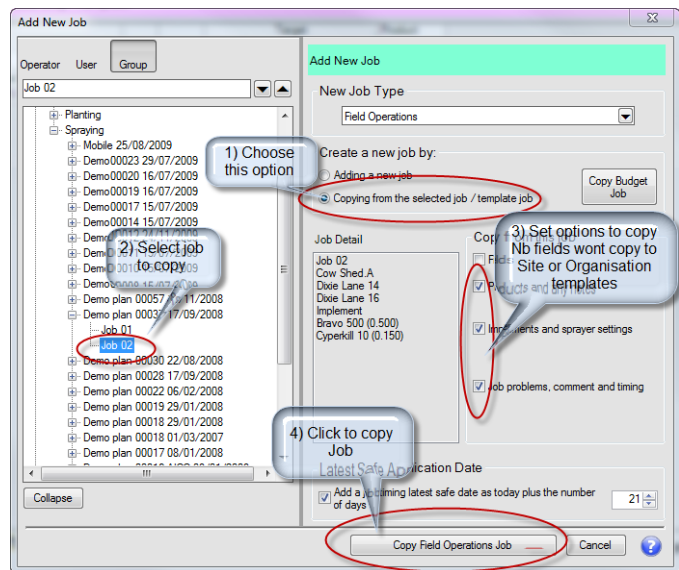 Add New Job
Operator User Group
Job 02
Planting
Spraying
Mobile 25/08/2009
Demo00023 29/07/2009
Demo00020 16/07/2009
Demo00019 16/07/2009
Demo00017 15/07/2009
Demo00014 15/07/2009
2) Select job
to copy
Demo plan 00057 11/2008
17/09/2008
Job 01
Job 02
Demo plan 00030 22/08/2008
Demo plan 00028 17/09/2008
Demo plan 00022 06/02/2008
Demo plan 00019 29/01/2008
Demo plan 00018 29/01/2008
Demo plan 00018 01/03/2007
Demo plan 00017 08/01/2008
Collapse
Add New Job
New Job Type
Field Operations
1) Choose
this option
Create a new job by:
Adding a new job
Copying from the selected job / template job
Copy Budget
Job
Job Detail
Job 02
Cow Shed.A
Dixie Lane 14
Dixie Lane 16
Implement
Bravo 500 (0.500)
Cyperkill 10 (0.150)
Copy from this job
3) Set options to copy
Nb fields wont copy to
Site or Organisation
templates
Products and any notes
Implements and sprayer settings
Job problems, comment and timing
4) Click to copy
Job
Latest Safe Application Date
Add a job timing latest safe date as today plus the number
of days
21
Copy Field Operations Job
Cancel
?